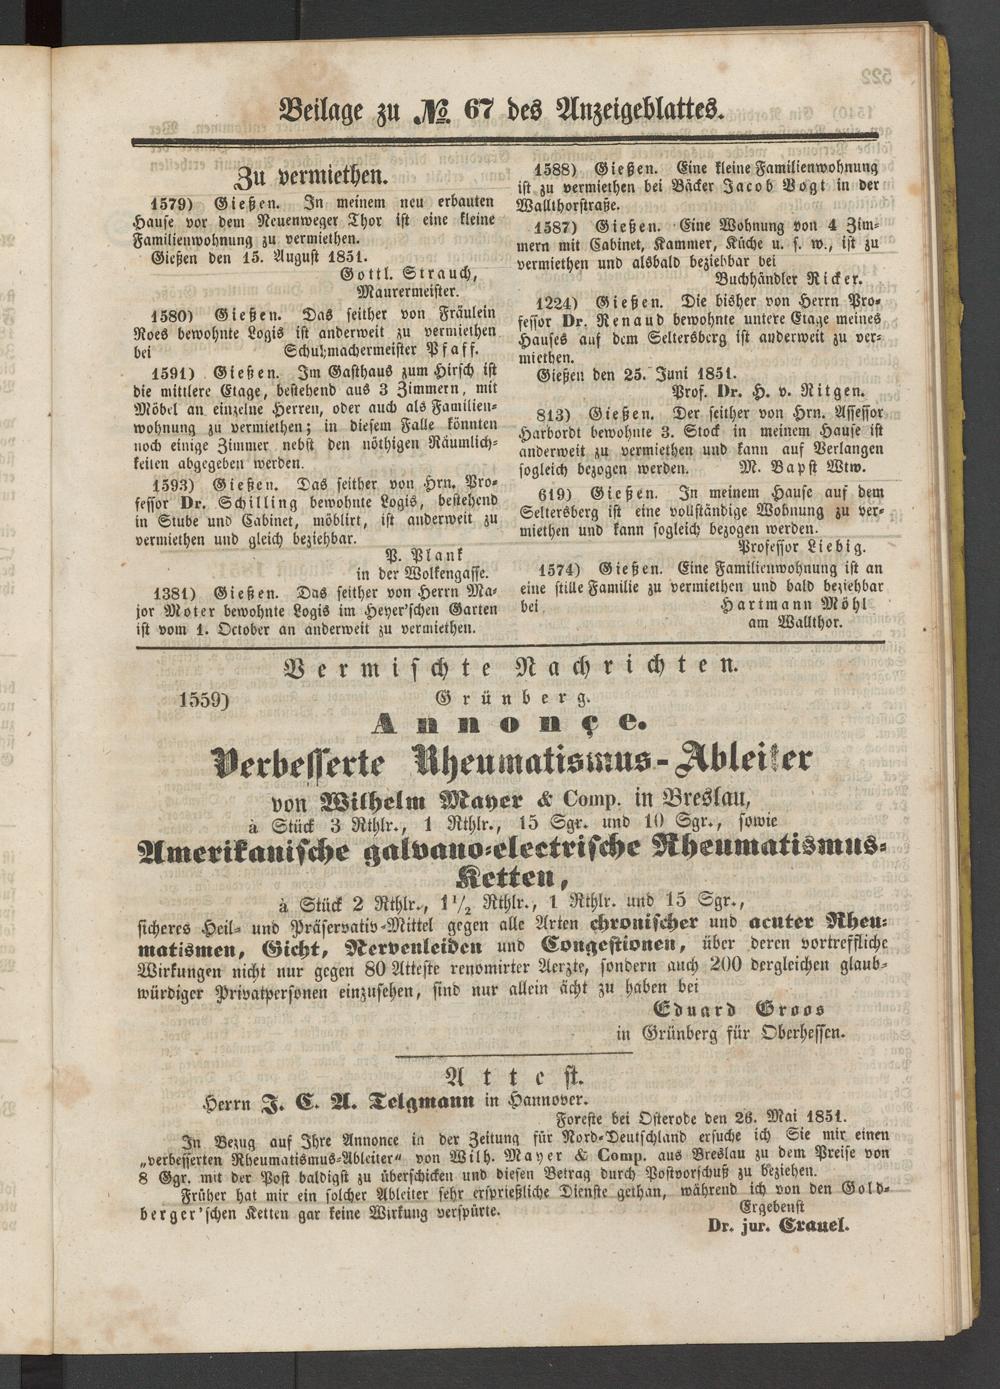 Beilage zu № 67 des Anzeigeblattes.
Zu vermiethen.
1579) Gießen. In meinem neu erbauten
Hause vor dem Neuenweger Thor ist eine kleine
Familienwohnung zu vermiethen.
Gießen den 15. August 1851.
Gottl. Strauch,
Maurermeister.
1580) Gießen. Das seither von Fräulein
Roes bewohnte Logis ist anderweit zu vermiethen
bei Schuhmachermeister Pfaff.
1591) Gießen. Im Gasthaus zum Hirsch ist
die mittlere Etage, bestehend aus 3 Zimmern, mit
Möbel an einzelne Herren, oder auch als Familien-
wohnung zu vermiethen; in diesem Falle könnten
noch einige Zimmer nebst den nöthigen Räumlich-
keiten abgegeben werden.
1593) Gießen. Das seither von Hrn. Pro-
fessor Dr. Schilling bewohnte Logis, bestehend
in Stube und Cabinet, möblirt, ist anderweit zu
vermiethen und gleich beziehbar.
P. Plank
in der Wolkengasse.
1381) Gießen. Das seither von Herrn Ma-
jor Moter bewohnte Logis im Heyer'schen Garten
ist vom 1. October an anderweit zu vermiethen.
1588) Gießen. Eine kleine Familienwohnung
ist zu vermiethen bei Bäcker Jacob Vogt in der
Wallthorstraße.
1587) Gießen. Eine Wohnung von 4 Zim-
mern mit Cabinet, Kammer, Küche u. s. w., ist zu
vermiethen und alsbald beziehbar bei
Buchhändler Ricker.
1224) Gießen. Die bisher von Herrn Pro-
fessor Dr. Renaud bewohnte untere Etage meines
Hauses auf dem Seltersberg ist anderweit zu ver-
miethen.
Gießen den 25. Juni 1851.
Prof. Dr. H. v. Ritgen.
813) Gießen. Der seither von Hrn. Assessor
Harbordt bewohnte 3. Stock in meinem Hause ist
anderweit zu vermiethen und kann auf Verlangen
sogleich bezogen werden. M. Bapst Wtw.
619) Gießen. In meinem Hause auf dem
Seltersberg ist eine vollständige Wohnung zu ver-
miethen und kann sogleich bezogen werden.
Professor Liebig.
1574) Gießen. Eine Familienwohnung ist an
eine stille Familie zu vermiethen und bald beziehbar
bei Hartmann Möhl
am Wallthor.
Vermischte Nachrichten.
1559) Grünberg.
Annonçe.
Verbesserte Rheumatismus-Ableiter
von Wilhelm Mayer & Comp. in Breslau,
à Stück 3 Rthlr., 1 Rthlr., 15 Sgr. und 10 Sgr., sowie
Amerikanische galvano-electrische Rheumatismus-
Ketten,
à Stück 2 Rthlr., 1 1/2 Rthlr., 1 Rthlr. und 15 Sgr.,
sicheres Heil- und Präservativ-Mittel gegen alle Arten chronischer und acuter Rheu-
matismen, Gicht, Nervenleiden und Congestionen, über deren vortreffliche
Wirkungen nicht nur gegen 80 Atteste renomirter Aerzte, sondern auch 200 dergleichen glaub-
würdiger Privatpersonen einzusehen, sind nur allein ächt zu haben bei
Eduard Groos
in Grünberg für Oberhessen.
Attest.
Herrn J. C. A. Telgmann in Hannover.
Foreste bei Osterode den 26. Mai 1851.
In Bezug auf Ihre Annonce in der Zeitung für Nord-Deutschland ersuche ich Sie mir einen
„verbesserten Rheumatismus-Ableiter“ von Wilh. Mayer & Comp. aus Breslau zu dem Preise von
8 Ggr. mit der Post baldigst zu überschicken und diesen Betrag durch Postvorschuß zu beziehen.
Früher hat mir ein solcher Ableiter sehr ersprießliche Dienste gethan, während ich von den Gold-
berger'schen Ketten gar keine Wirkung verspürte.
Ergebenst
Dr. jur. Crauel.